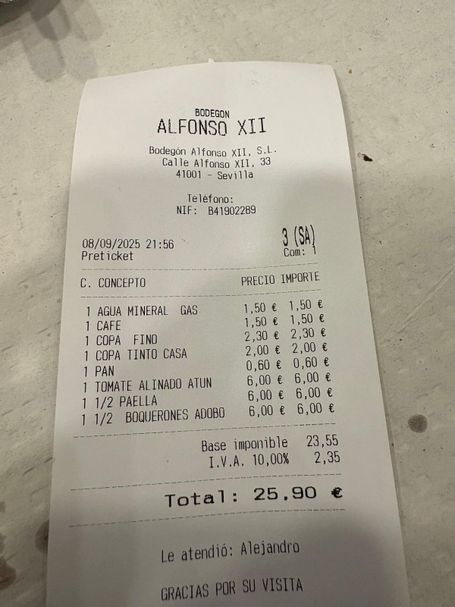 BODEGON
ALFONSO XII
Bodegón Alfonso XII, S.L.
Calle Alfonso XII, 33
41001 - Sevilla
Teléfono:
NIF: B41902289
08/09/2025 21:56 3 (SA)
Preticket Com: 1
C. CONCEPTO PRECIO IMPORTE
1 AGUA MINERAL GAS 1,50 € 1,50 €
1 CAFE 1,50 € 1,50 €
1 COPA FINO 2,30 € 2,30 €
1 COPA TINTO CASA 2,00 € 2,00 €
1 PAN 0,60 € 0,60 €
1 TOMATE ALINADO ATUN 6,00 € 6,00 €
1 1/2 PAELLA 6,00 € 6,00 €
1 1/2 BOQUERONES ADOBO 6,00 € 6,00 €
Base imponible 23,55
I.V.A. 10,00% 2,35
Total: 25,90 €
Le atendió: Alejandro
GRACIAS POR SU VISITA